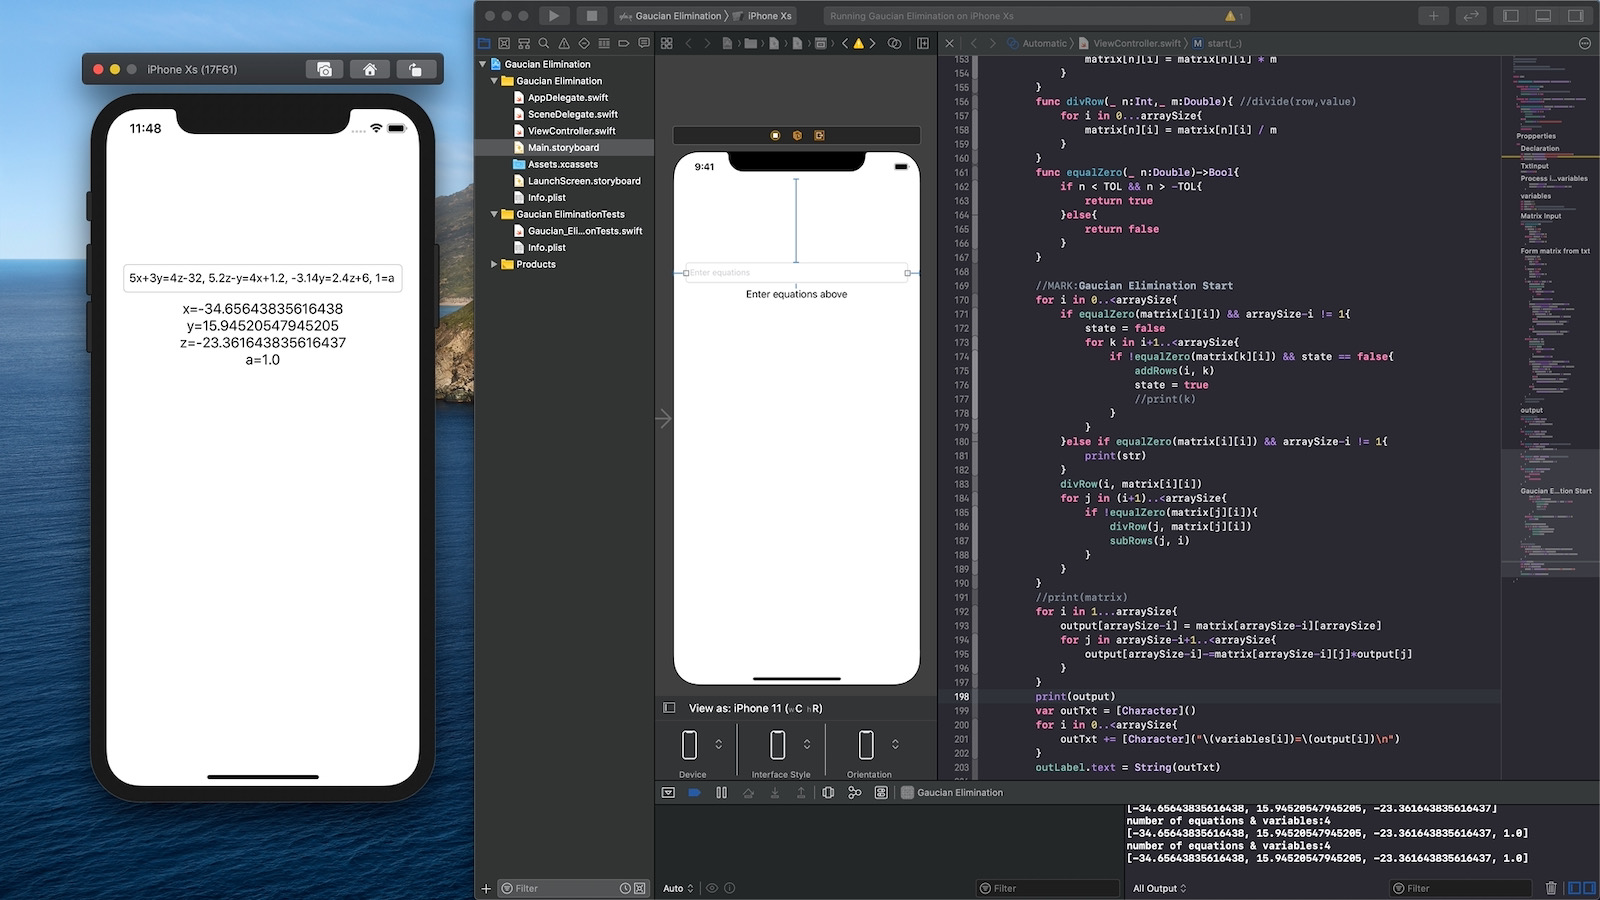 iPhone Xs (17F61)
11:48
5x+3y=4z-32, 5.2z-y=4x+1.2, -3.14y=2.4z+6, 1=a
x=-34.65643835616438
y=15.94520547945205
z=-23.361643835616437
a=1.0
Gaucian Elimination
iPhone Xs
Running Gaucian Elimination on iPhone Xs
1
Automatic
ViewController.swift
M start(_:)
Gaucian Elimination
Gaucian Elimination
AppDelegate.swift
SceneDelegate.swift
ViewController.swift
Main.storyboard
Assets.xcassets
LaunchScreen.storyboard
Info.plist
Gaucian EliminationTests
Gaucian_Eli...onTests.swift
Info.plist
Products
Filter
9:41
Enter equations
Enter equations above
View as: iPhone 11 (wC hR)
Device
Interface Style
Orientation
153 matrix[n][i] = matrix[n][i] * m
154 }
155 }
156 func divRow(_ n:Int,_ m:Double){ //divide(row,value)
157 for i in 0...arraySize{
158 matrix[n][i] = matrix[n][i] / m
159 }
160 }
161 func equalZero(_ n:Double)->Bool{
162 if n < TOL && n > -TOL{
163 return true
164 }else{
165 return false
166 }
167 }
168
169 //MARK:Gaucian Elimination Start
170 for i in 0..<arraySize{
171 if equalZero(matrix[i][i]) && arraySize-i != 1{
172 state = false
173 for k in i+1..<arraySize{
174 if !equalZero(matrix[k][i]) && state == false{
175 addRows(i, k)
176 state = true
177 //print(k)
178 }
179 }
180 }else if equalZero(matrix[i][i]) && arraySize-i != 1{
181 print(str)
182 }
183 divRow(i, matrix[i][i])
184 for j in (i+1)..<arraySize{
185 if !equalZero(matrix[j][i]){
186 divRow(j, matrix[j][i])
187 subRows(j, i)
188 }
189 }
190 }
191 //print(matrix)
192 for i in 1...arraySize{
193 output[arraySize-i] = matrix[arraySize-i][arraySize]
194 for j in arraySize-i+1..<arraySize{
195 output[arraySize-i]-=matrix[arraySize-i][j]*output[j]
196 }
197 }
198 print(output)
199 var outTxt = [Character]()
200 for i in 0..<arraySize{
201 outTxt += [Character]("\(variables[i])=\(output[i])\n")
202 }
203 outLabel.text = String(outTxt)
Propperties
Declaration
TxtInput
Process i...variables
variables
Matrix Input
Form matrix from txt
output
Gaucian E...tion Start
Gaucian Elimination
[-34.65643835616438, 15.94520547945205, -23.361643835616437]
number of equations & variables:4
[-34.65643835616438, 15.94520547945205, -23.361643835616437, 1.0]
number of equations & variables:4
[-34.65643835616438, 15.94520547945205, -23.361643835616437, 1.0]
Auto
Filter
All Output
Filter